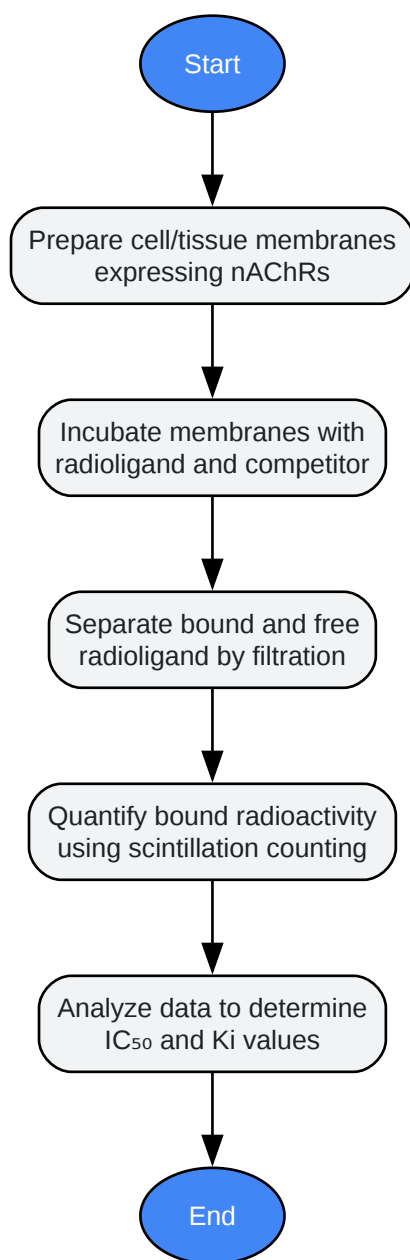 Start
Prepare cell/tissue membranes
expressing nAChRs
Incubate membranes with
radioligand and competitor
Separate bound and free
radioligand by filtration
Quantify bound radioactivity
using scintillation counting
Analyze data to determine
IC₅₀ and Ki values
End